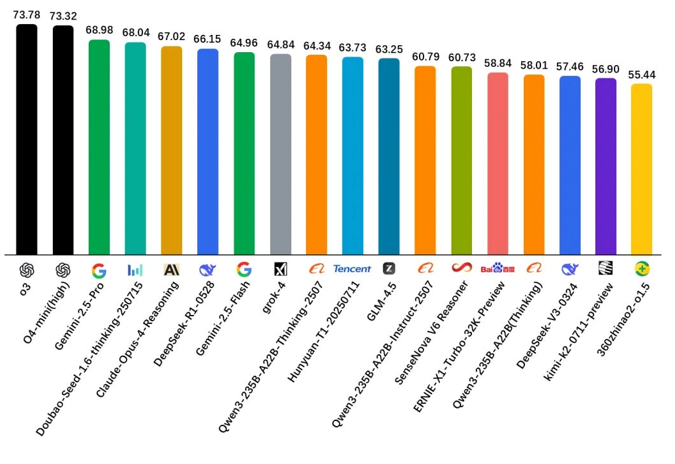 73.78
73.32
68.98
68.04
67.02
66.15
64.96
64.84
64.34
63.73
63.25
60.79
60.73
58.84
58.01
57.46
56.90
55.44
Tencent
Bai 百度
o3
O4-mini(high)
Gemini-2.5-Pro
Doubao-Seed-1.6-thinking-250715
Claude-Opus-4-Reasoning
DeepSeek-R1-0528
Gemini-2.5-Flash
grok-4
Qwen3-235B-A22B-Thinking-2507
Hunyuan-T1-20250711
GLM-4.5
Qwen3-235B-A22B-Instruct-2507
SenseNova V6 Reasoner
ERNIE-X1-Turbo-32K-Preview
Qwen3-235B-A22B(Thinking)
DeepSeek-V3-0324
kimi-k2-0711-preview
360zhinao2-o1.5